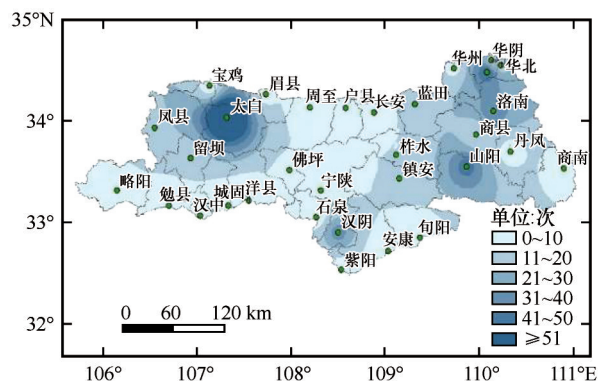 35°N
34°
33°
32°
106°
107°
108°
109°
110°
111°E
宝鸡
眉县
周至
户县
长安
蓝田
华州
华阴
华北
凤县
太白
洛南
商县
丹凤
留坝
柞水
山阳
商南
佛坪
镇安
略阳
宁陕
勉县
城固
洋县
汉中
石泉
汉阴
旬阳
安康
紫阳
单位:次
0~10
11~20
21~30
31~40
41~50
≥51
0 60 120 km